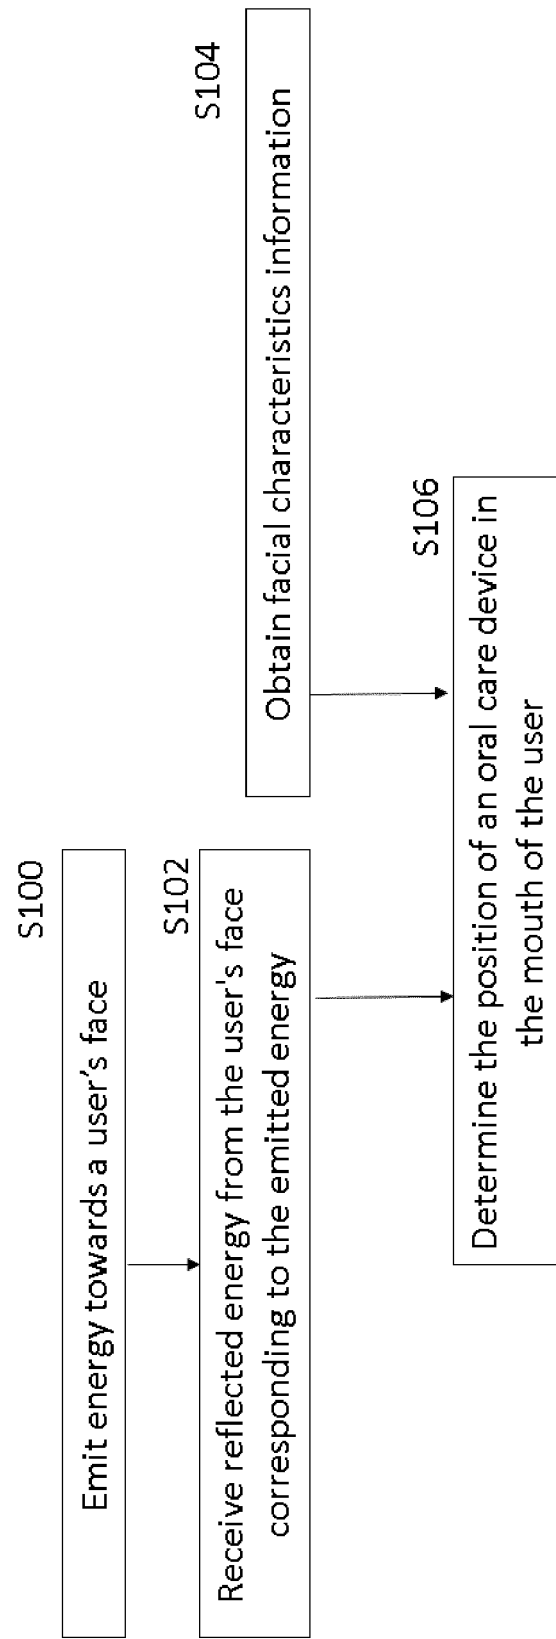 S100
Emit energy towards a user’s face
S102
Receive reflected energy from the user's face
corresponding to the emitted energy
S104
Obtain facial characteristics information
S106
Determine the position of an oral care device in
the mouth of the user